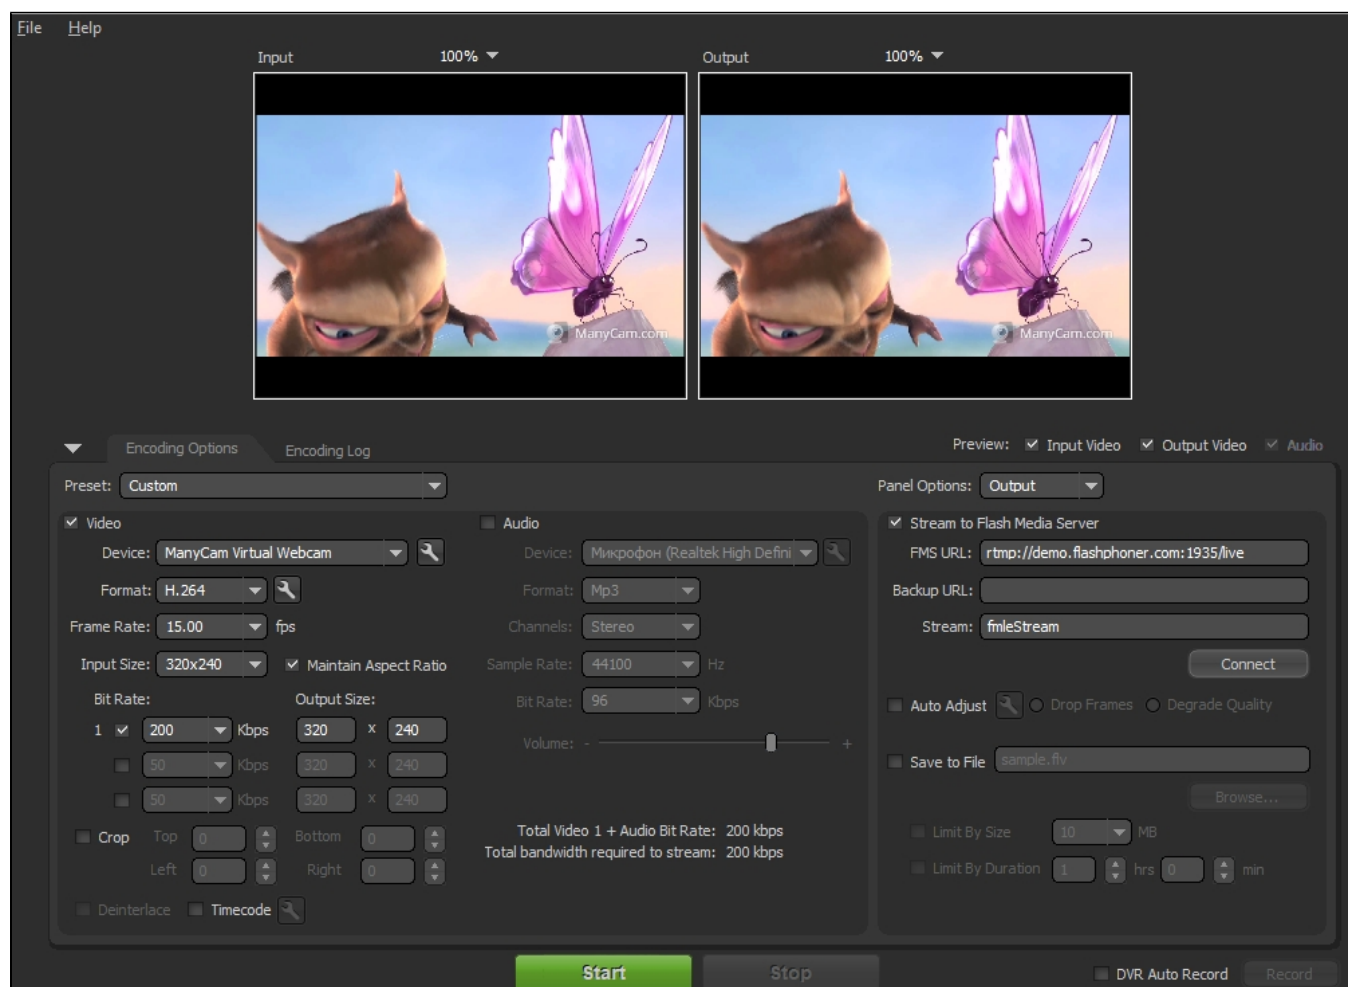 File Help
Input 100% Output 100%
ManyCam.com ManyCam.com
Encoding Options Encoding Log Preview: Input Video Output Video Audio
Preset: Custom Panel Options: Output
Video Audio Stream to Flash Media Server
Device: ManyCam Virtual Webcam Device: Микрофон (Realtek High Defini FMS URL: rtmp://demo.flashphoner.com:1935/live
Format: H.264 Format: Mp3 Backup URL:
Frame Rate: 15.00 fps Channels: Stereo Stream: fmleStream
Input Size: 320x240 Maintain Aspect Ratio Sample Rate: 44100 Hz Connect
Bit Rate: Output Size: Bit Rate: 96 Kbps Auto Adjust Drop Frames Degrade Quality
1 200 Kbps 320 x 240 Volume: - +
50 Kbps 320 x 240 Save to File sample.flv
50 Kbps 320 x 240 Browse...
Crop Top 0 Bottom 0 Total Video 1 + Audio Bit Rate: 200 kbps Limit By Size 10 MB
Left 0 Right 0 Total bandwidth required to stream: 200 kbps Limit By Duration 1 hrs 0 min
Deinterlace Timecode
Start Stop DVR Auto Record Record